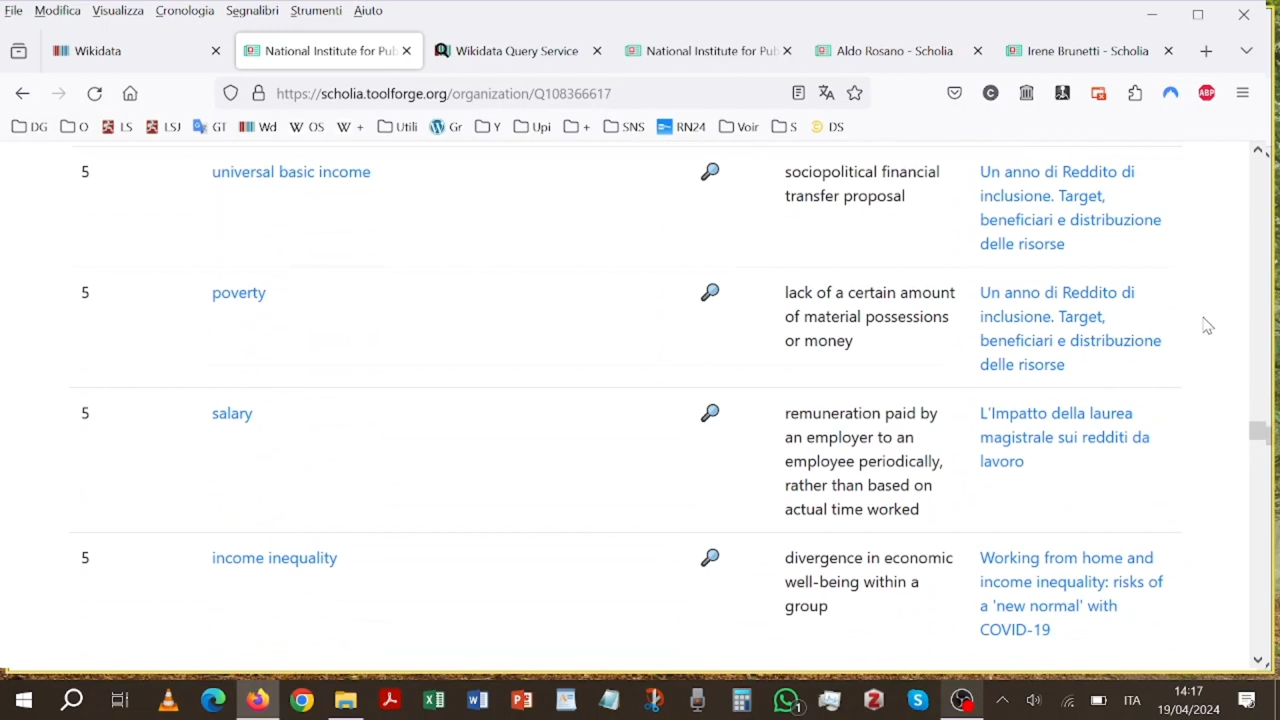 File Modifica Visualizza Cronologia Segnalibri Strumenti Aiuto
Wikidata National Institute for Pub Wikidata Query Service National Institute for Pub Aldo Rosano - Scholia Irene Brunetti - Scholia
https://scholia.toolforge.org/organization/Q108366617
ABP
DG O LS LSJ GT Wd OS + Utili Gr Y Upi + SNS RN24 Voir S DS
5 universal basic income
sociopolitical financial
transfer proposal
Un anno di Reddito di
inclusione. Target,
beneficiari e distribuzione
delle risorse
5 poverty
lack of a certain amount
of material possessions
or money
Un anno di Reddito di
inclusione. Target,
beneficiari e distribuzione
delle risorse
5 salary
remuneration paid by
an employer to an
employee periodically,
rather than based on
actual time worked
L'Impatto della laurea
magistrale sui redditi da
lavoro
5 income inequality
divergence in economic
well-being within a
group
Working from home and
income inequality: risks of
a 'new normal' with
COVID-19
1 ITA 14:17
19/04/2024